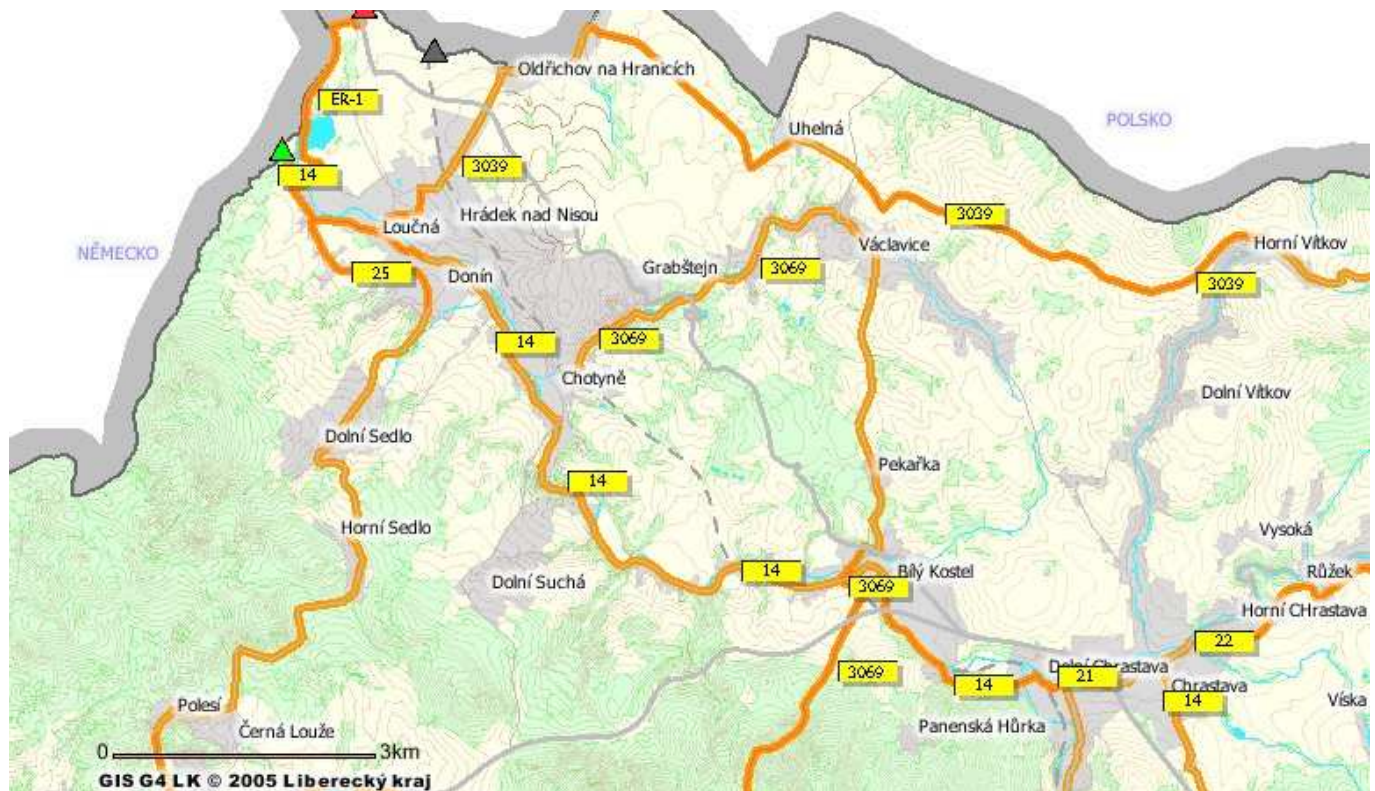 Oldřichov na Hranicích
ER-1
POLSKO
Uhelná
3039
14
Hrádek nad Nisou
3039
Loučná
Václavice
Horní Vítkov
NĚMECKO
Grabštejn
3069
25
Donín
3039
14
3069
Chotyně
Dolní Vítkov
Dolní Sedlo
Pekařka
14
Horní Sedlo
Vysoká
14
Bílý Kostel
Růžek
Dolní Suchá
3069
Horní CHrastava
22
Dolní Chrastava
3069
21
14
Chrastava
14
Víska
Polesí
Panenská Hůrka
Černá Louže
0 3km
GIS G4 LK © 2005 Liberecký kraj